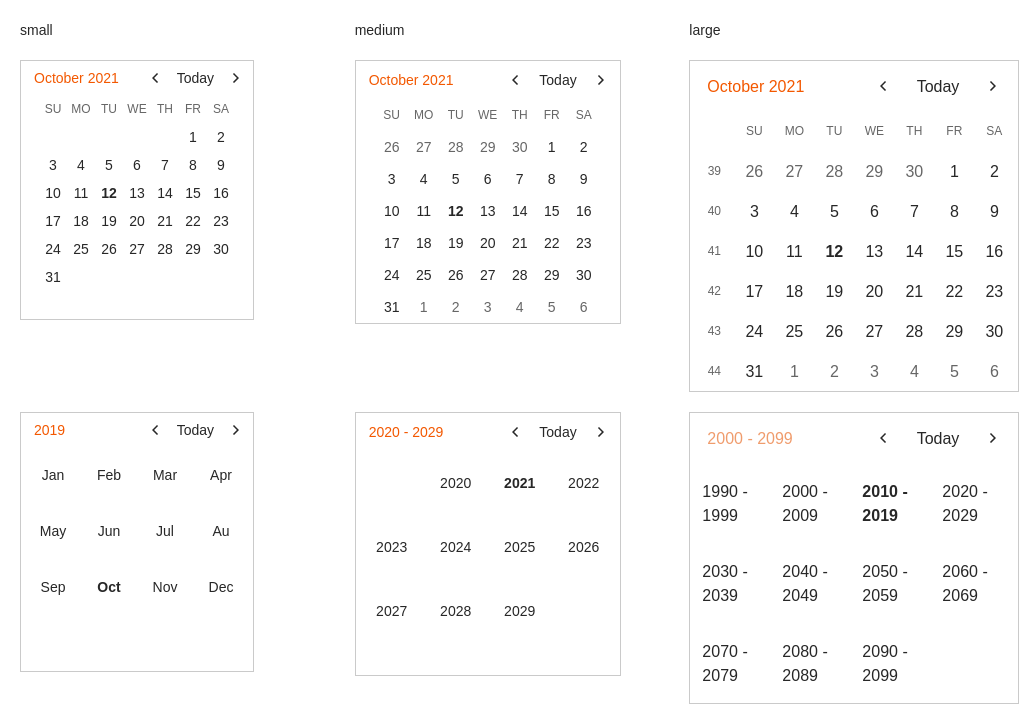 small
medium
large
October 2021 Today
SU MO TU WE TH FR SA
1 2
3 4 5 6 7 8 9
10 11 12 13 14 15 16
17 18 19 20 21 22 23
24 25 26 27 28 29 30
31
October 2021 Today
SU MO TU WE TH FR SA
26 27 28 29 30 1 2
3 4 5 6 7 8 9
10 11 12 13 14 15 16
17 18 19 20 21 22 23
24 25 26 27 28 29 30
31 1 2 3 4 5 6
October 2021 Today
SU MO TU WE TH FR SA
39 26 27 28 29 30 1 2
40 3 4 5 6 7 8 9
41 10 11 12 13 14 15 16
42 17 18 19 20 21 22 23
43 24 25 26 27 28 29 30
44 31 1 2 3 4 5 6
2019 Today
Jan Feb Mar Apr
May Jun Jul Au
Sep Oct Nov Dec
2020 - 2029 Today
2020 2021 2022
2023 2024 2025 2026
2027 2028 2029
2000 - 2099 Today
1990 - 2000 - 2010 - 2020 -
1999 2009 2019 2029
2030 - 2040 - 2050 - 2060 -
2039 2049 2059 2069
2070 - 2080 - 2090 -
2079 2089 2099